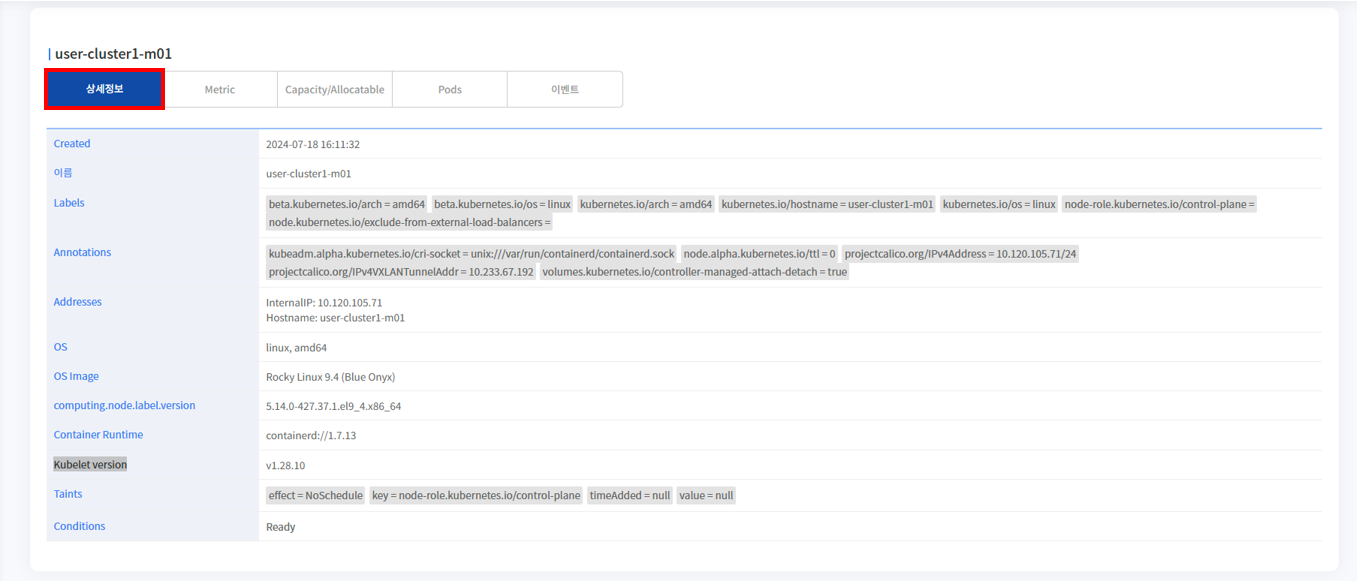 user-cluster1-m01
상세정보 Metric Capacity/Allocatable Pods 이벤트
Created 2024-07-18 16:11:32
이름 user-cluster1-m01
Labels beta.kubernetes.io/arch = amd64 beta.kubernetes.io/os = linux kubernetes.io/arch = amd64 kubernetes.io/hostname = user-cluster1-m01 kubernetes.io/os = linux node-role.kubernetes.io/control-plane =
node.kubernetes.io/exclude-from-external-load-balancers =
Annotations kubeadm.alpha.kubernetes.io/cri-socket = unix:///var/run/containerd/containerd.sock node.alpha.kubernetes.io/ttl = 0 projectcalico.org/IPv4Address = 10.120.105.71/24
projectcalico.org/IPv4VXLANTunnelAddr = 10.233.67.192 volumes.kubernetes.io/controller-managed-attach-detach = true
Addresses InternalIP: 10.120.105.71
Hostname: user-cluster1-m01
OS linux, amd64
OS Image Rocky Linux 9.4 (Blue Onyx)
computing.node.label.version 5.14.0-427.37.1.el9_4.x86_64
Container Runtime containerd://1.7.13
Kubelet version v1.28.10
Taints effect = NoSchedule key = node-role.kubernetes.io/control-plane timeAdded = null value = null
Conditions Ready